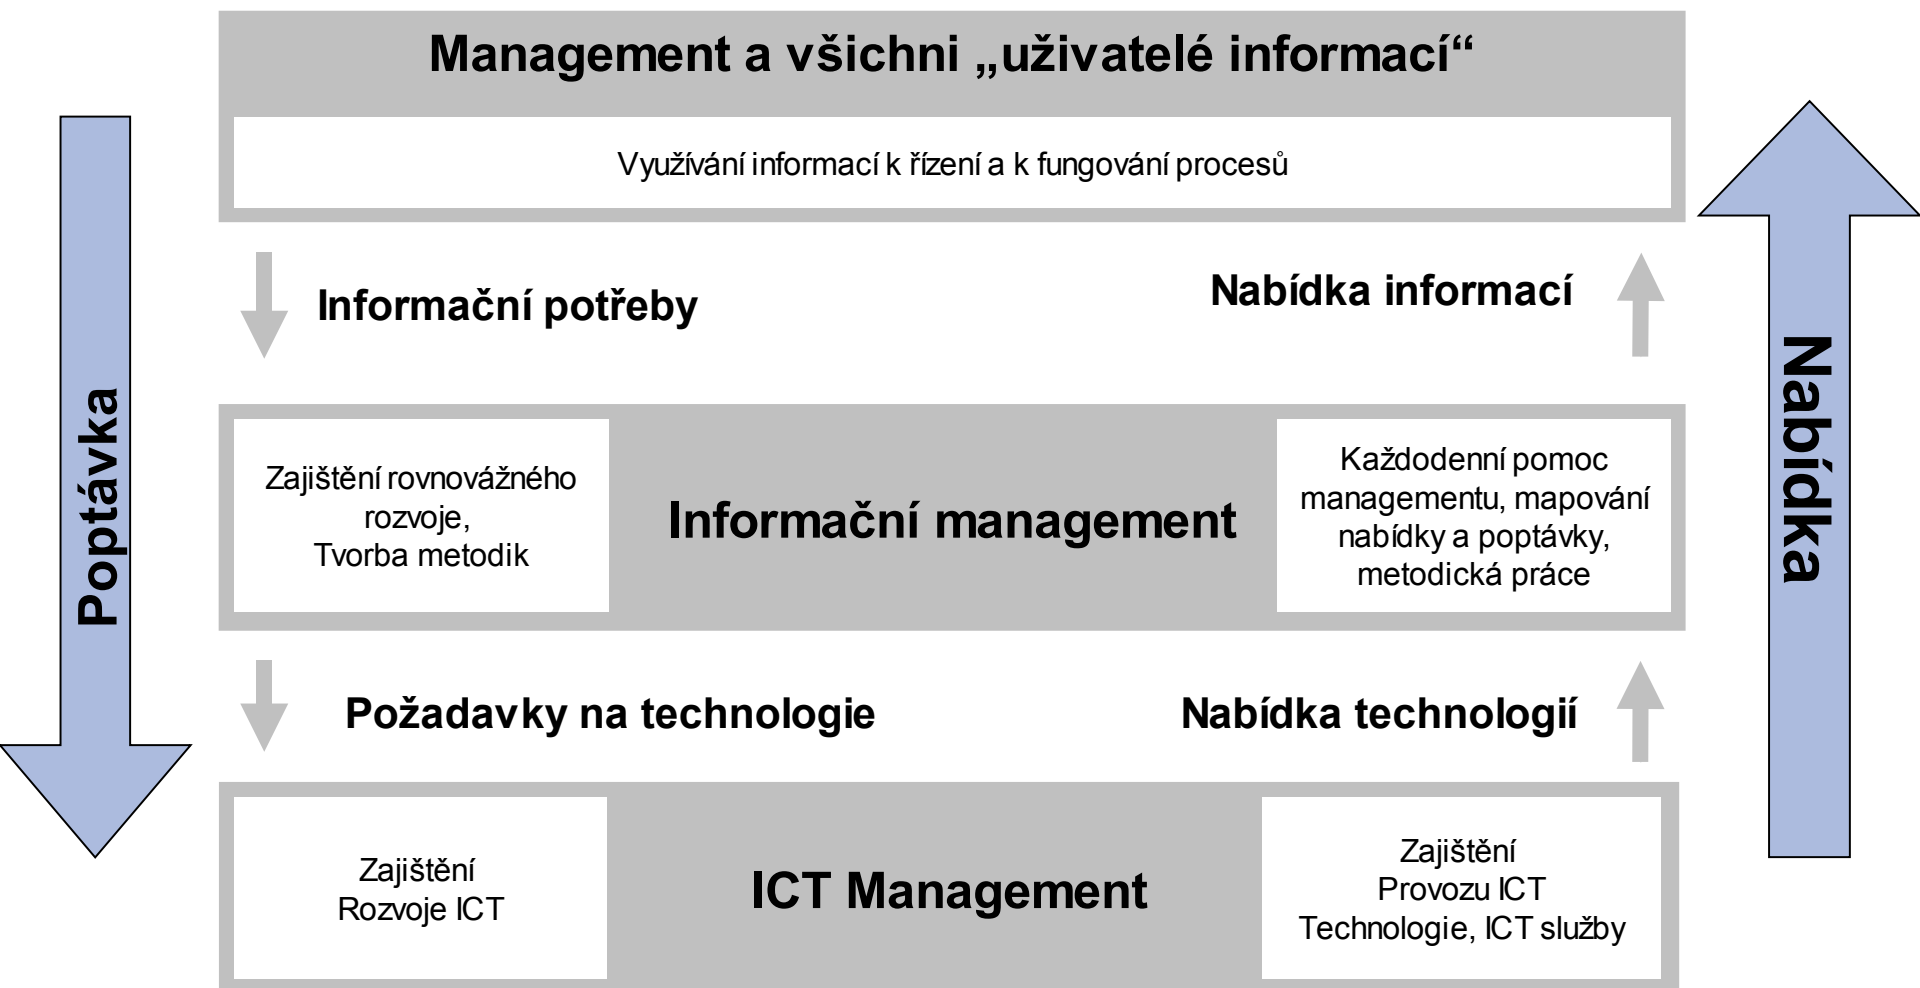 Management a všichni „uživatelé informací“
Využívání informací k řízení a k fungování procesů
Informační potřeby
Nabídka informací
Poptávka
Nabídka
Zajištění rovnovážného
rozvoje,
Tvorba metodik
Informační management
Každodenní pomoc
managementu, mapování
nabídky a poptávky,
metodická práce
Požadavky na technologie
Nabídka technologií
Zajištění
Rozvoje ICT
ICT Management
Zajištění
Provozu ICT
Technologie, ICT služby